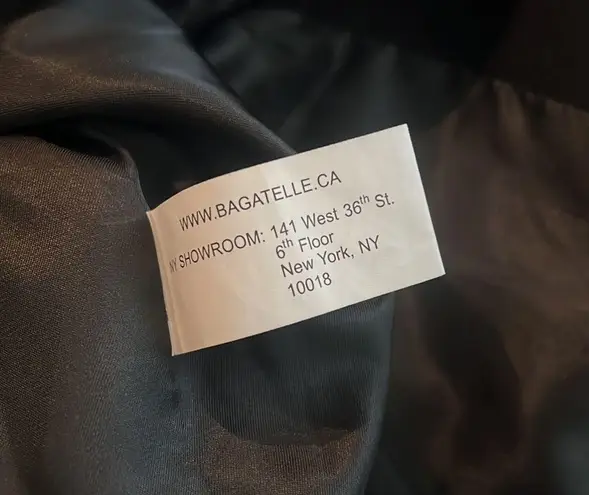 WWW.BAGATELLE.CA
NY SHOWROOM: 141 West 36th St.
6th Floor
New York, NY
10018